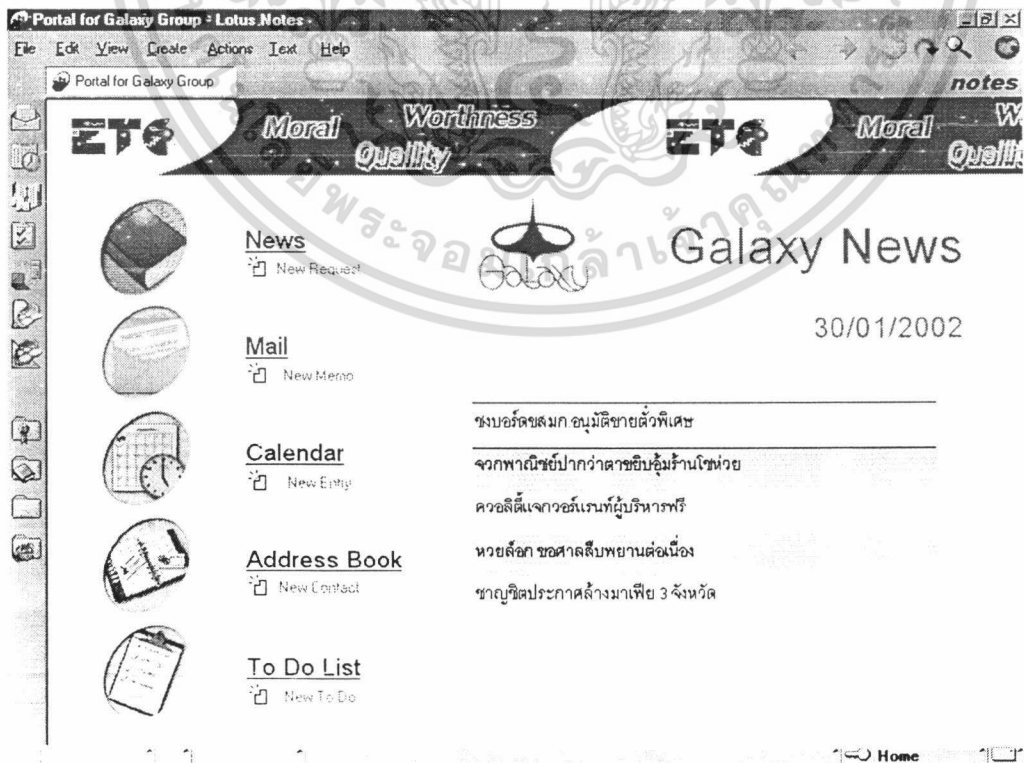 Portal for Galaxy Group - Lotus Notes
File Edit View Create Actions Text Help
Portal for Galaxy Group
notes
ETG Moral Worthness Quality ETG Moral
News
New Request
Mail
New Memo
Calendar
New Entry
Address Book
New Contact
To Do List
New To Do
Galaxy
Galaxy News
30/01/2002
ชงบอร์ดขสมก อนุมัติขายตั๋วพิเศษ
จวกพาณิชย์ปากว่าตาขยิบอุ้มร้านโชห่วย
ควอลิตี้แจกวอร์แรนท์ผู้บริหารฟรี
หวยล็อก ขอศาลสืบพยานต่อเนื่อง
ชาญชิตประกาศล้างมาเฟีย 3 จังหวัด
Home